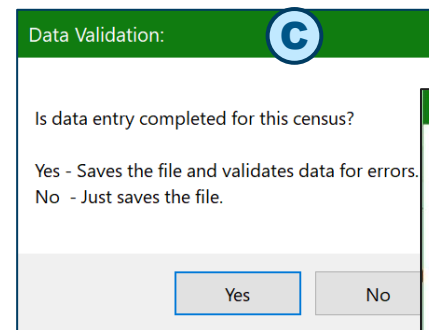 Data Validation:
C
Is data entry completed for this census?
Yes - Saves the file and validates data for errors.
No - Just saves the file.
Yes No